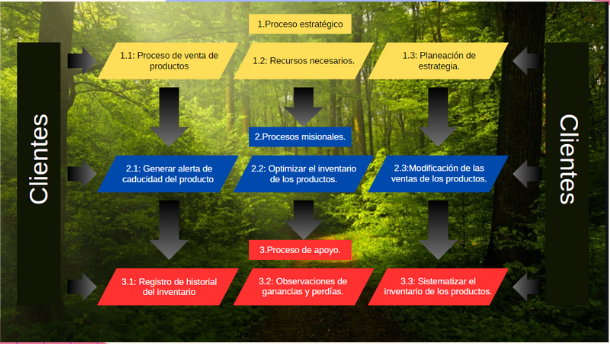 1.Proceso estratégico
Clientes
1.1: Proceso de venta de
productos
1.2: Recursos necesarios.
1.3: Planeación de
estrategia.
Clientes
2.Procesos misionales.
2.1: Generar alerta de
caducidad del producto
2.2: Optimizar el inventario
de los productos.
2.3:Modificación de las
ventas de los productos.
3.Proceso de apoyo.
3.1: Registro de historial
del inventario
3.2: Observaciones de
ganancias y perdías.
3.3: Sistematizar el
inventario de los productos.